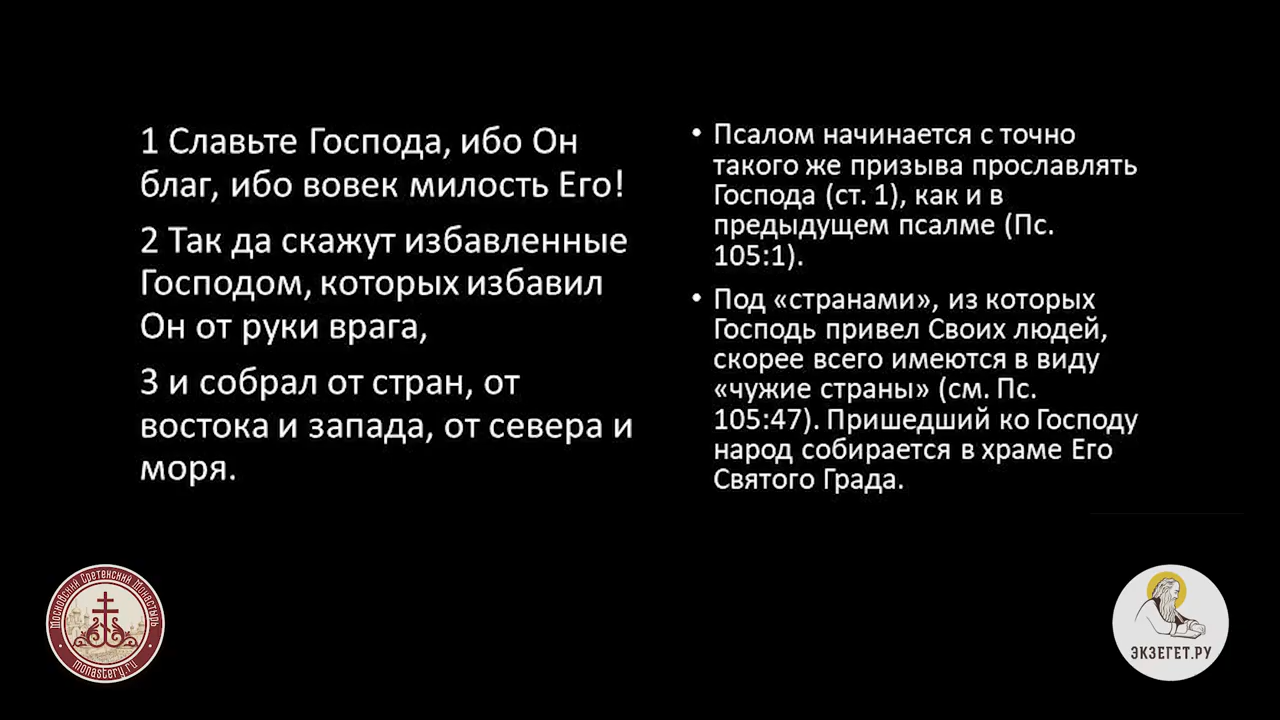 1 Славьте Господа, ибо Он
благ, ибо вовек милость Его!
2 Так да скажут избавленные
Господом, которых избавил
Он от руки врага,
3 и собрал от стран, от
востока и запада, от севера и
моря.
• Псалом начинается с точно
такого же призыва прославлять
Господа (ст. 1), как и в
предыдущем псалме (Пс.
105:1).
• Под «странами», из которых
Господь привел Своих людей,
скорее всего имеются в виду
«чужие страны» (см. Пс.
105:47). Пришедший ко Господу
народ собирается в храме Его
Святого Града.
Московский Сретенский Монастырь
monastery.ru
ЭКЗЕГЕТ.РУ